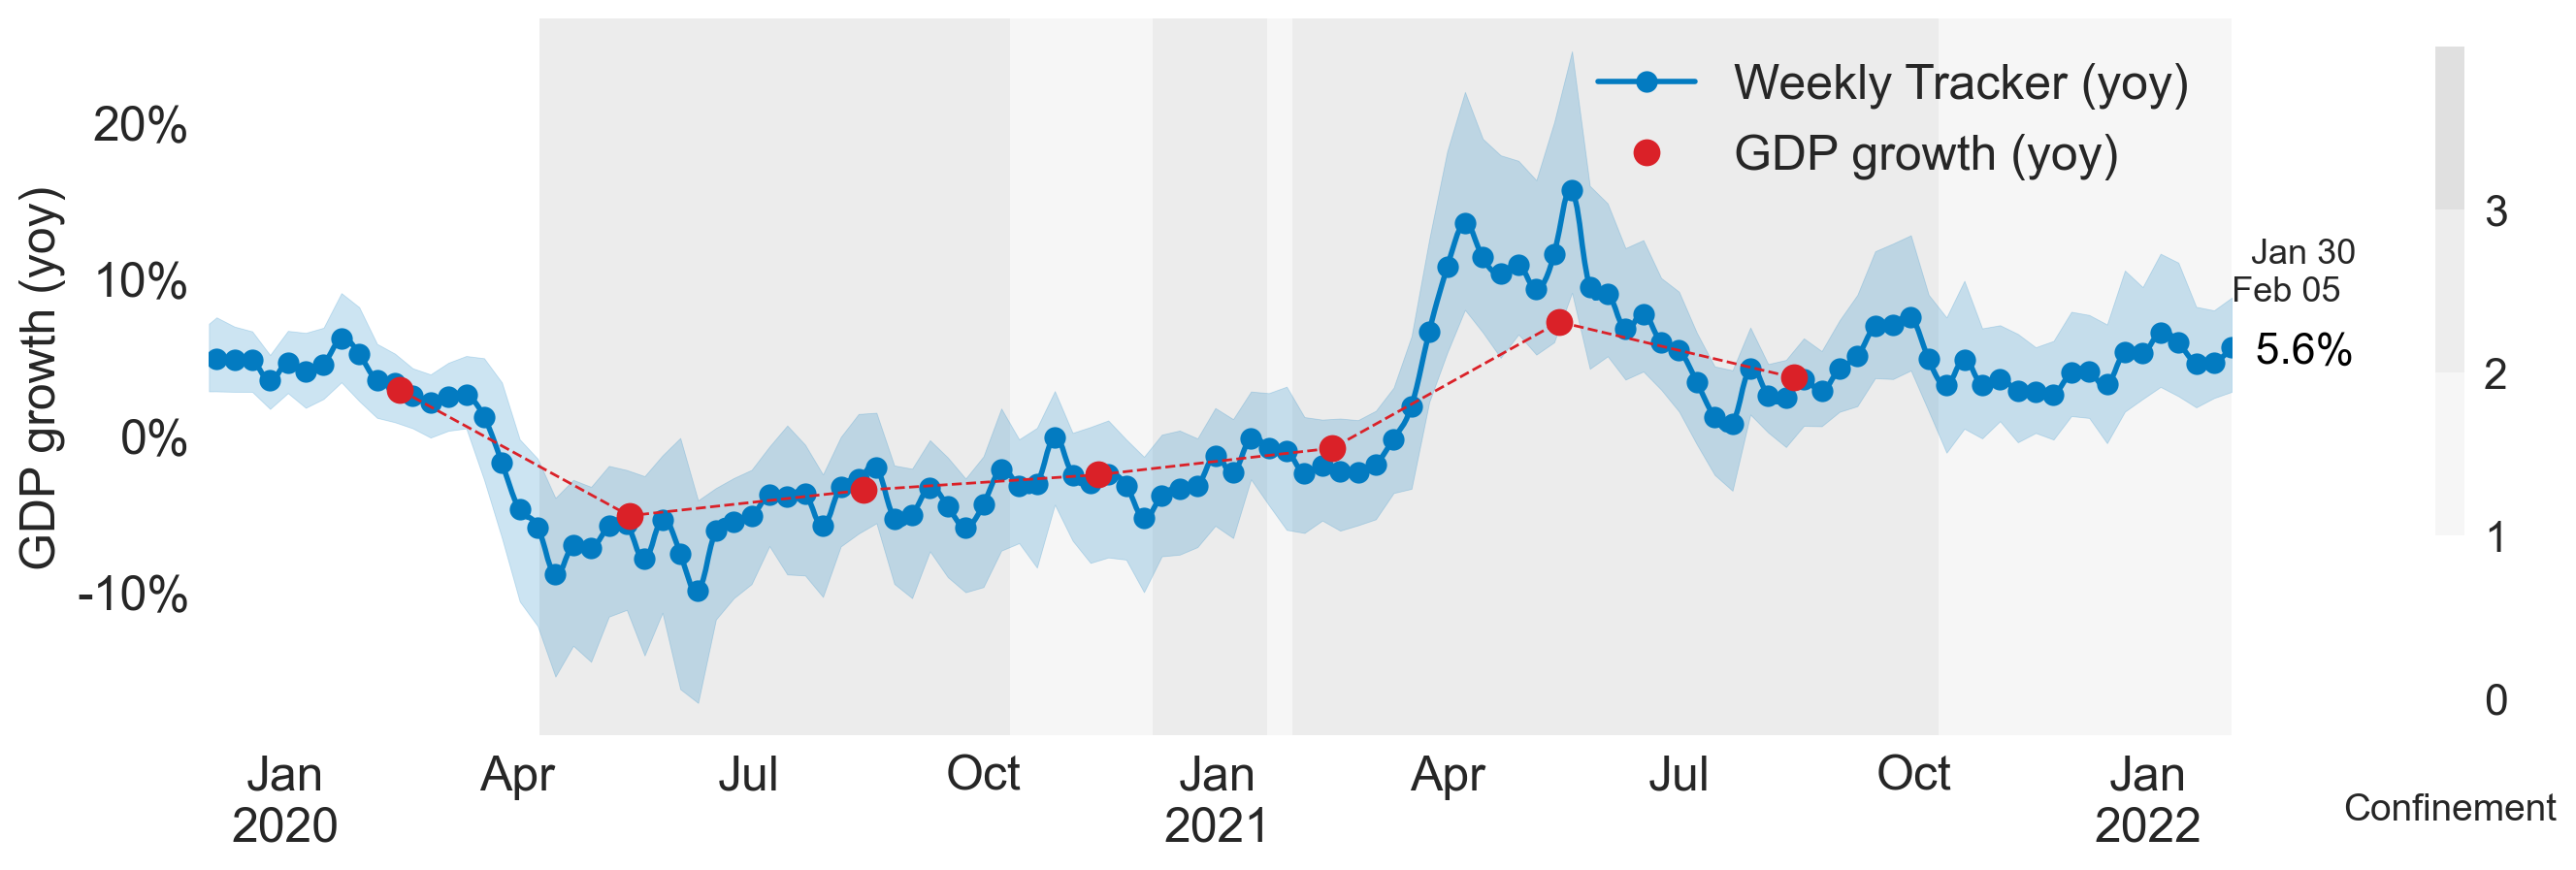 GDP growth (yoy)
20%
10%
0%
-10%
Weekly Tracker (yoy)
GDP growth (yoy)
Jan 30
Feb 05
5.6%
3
2
1
0
Confinement
Jan
2020
Apr
Jul
Oct
Jan
2021
Apr
Jul
Oct
Jan
2022